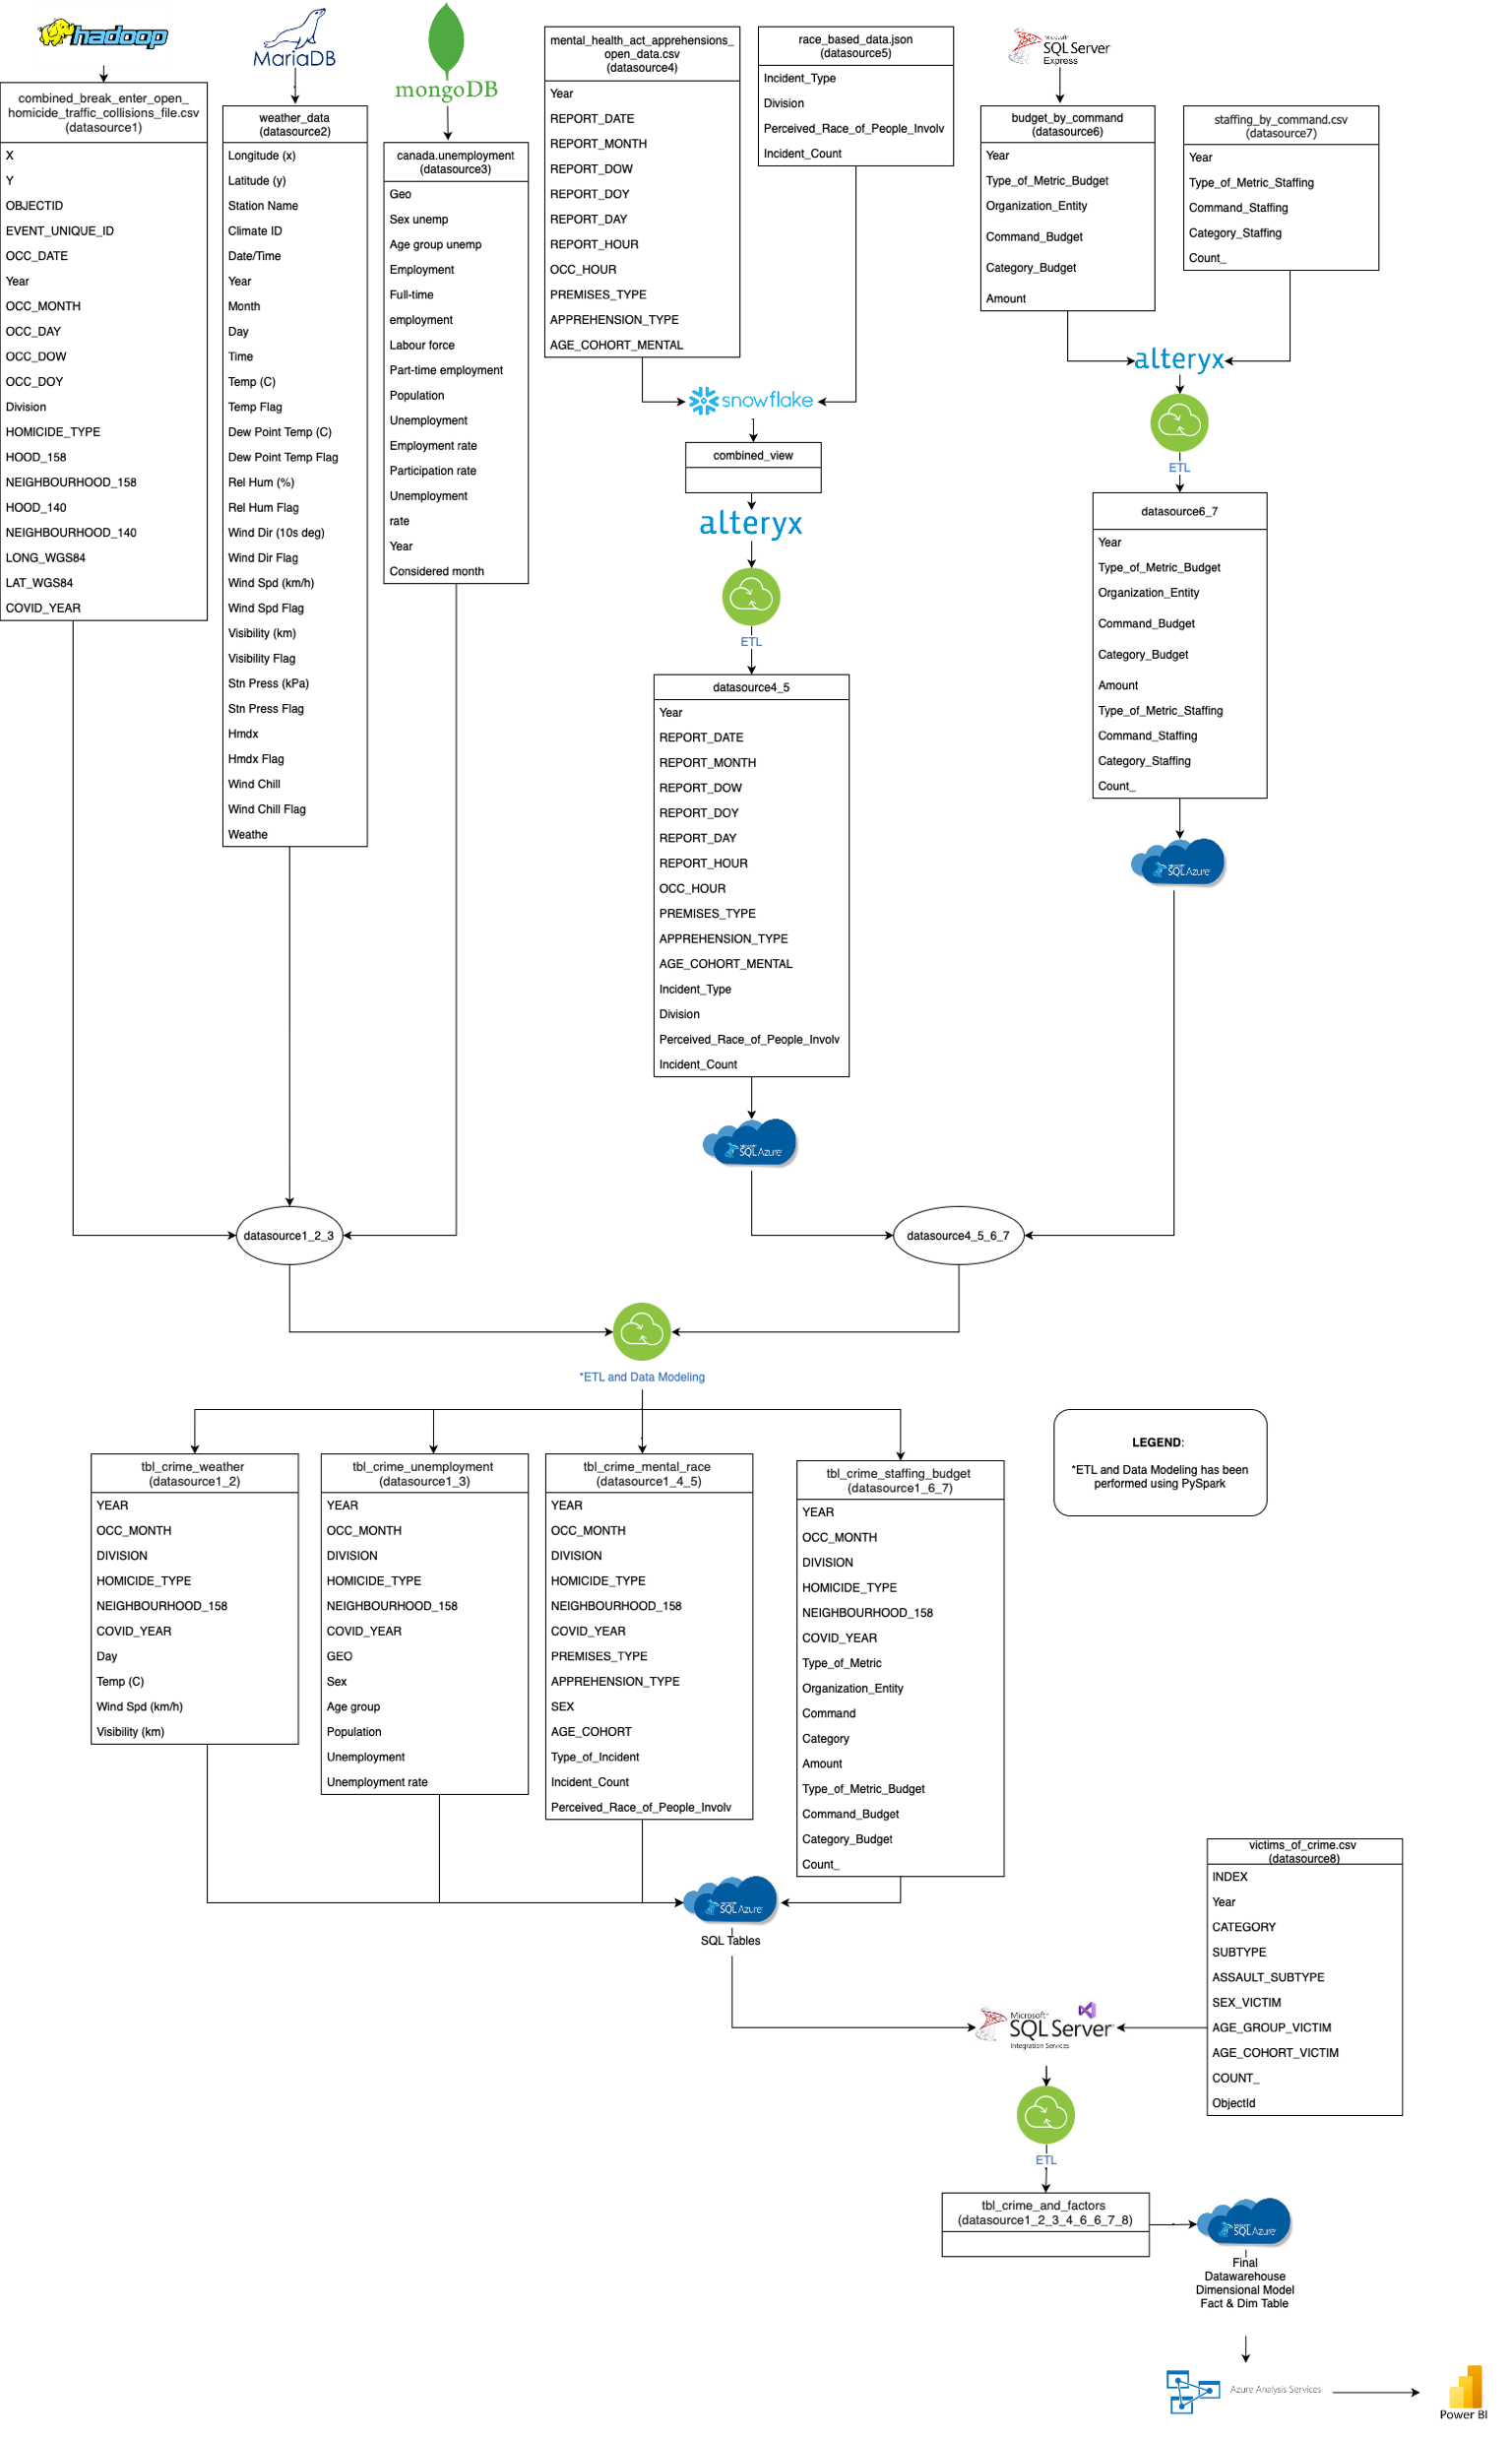 hadoop
combined_break_enter_open_
homicide_traffic_collisions_file.csv
(datasource1)
X
Y
OBJECTID
EVENT_UNIQUE_ID
OCC_DATE
Year
OCC_MONTH
OCC_DAY
OCC_DOW
OCC_DOY
Division
HOMICIDE_TYPE
HOOD_158
NEIGHBOURHOOD_158
HOOD_140
NEIGHBOURHOOD_140
LONG_WGS84
LAT_WGS84
COVID_YEAR
MariaDB
weather_data
(datasource2)
Longitude (x)
Latitude (y)
Station Name
Climate ID
Date/Time
Year
Month
Day
Time
Temp (C)
Temp Flag
Dew Point Temp (C)
Dew Point Temp Flag
Rel Hum (%)
Rel Hum Flag
Wind Dir (10s deg)
Wind Dir Flag
Wind Spd (km/h)
Wind Spd Flag
Visibility (km)
Visibility Flag
Stn Press (kPa)
Stn Press Flag
Hmdx
Hmdx Flag
Wind Chill
Wind Chill Flag
Weathe
mongoDB
canada.unemployment
(datasource3)
Geo
Sex unemp
Age group unemp
Employment
Full-time
employment
Labour force
Part-time employment
Population
Unemployment
Employment rate
Participation rate
Unemployment
rate
Year
Considered month
mental_health_act_apprehensions_
open_data.csv
(datasource4)
Year
REPORT_DATE
REPORT_MONTH
REPORT_DOW
REPORT_DOY
REPORT_DAY
REPORT_HOUR
OCC_HOUR
PREMISES_TYPE
APPREHENSION_TYPE
AGE_COHORT_MENTAL
race_based_data.json
(datasource5)
Incident_Type
Division
Perceived_Race_of_People_Involv
Incident_Count
snowflake
combined_view
alteryx
ETL
datasource4_5
Year
REPORT_DATE
REPORT_MONTH
REPORT_DOW
REPORT_DOY
REPORT_DAY
REPORT_HOUR
OCC_HOUR
PREMISES_TYPE
APPREHENSION_TYPE
AGE_COHORT_MENTAL
Incident_Type
Division
Perceived_Race_of_People_Involv
Incident_Count
Microsoft
SQL Azure
Microsoft
SQL Server
Express
budget_by_command
(datasource6)
Year
Type_of_Metric_Budget
Organization_Entity
Command_Budget
Category_Budget
Amount
staffing_by_command.csv
(datasource7)
Year
Type_of_Metric_Staffing
Command_Staffing
Category_Staffing
Count_
alteryx
ETL
datasource6_7
Year
Type_of_Metric_Budget
Organization_Entity
Command_Budget
Category_Budget
Amount
Type_of_Metric_Staffing
Command_Staffing
Category_Staffing
Count_
Microsoft
SQL Azure
datasource1_2_3
datasource4_5_6_7
*ETL and Data Modeling
LEGEND:
*ETL and Data Modeling has been
performed using PySpark
tbl_crime_weather
(datasource1_2)
YEAR
OCC_MONTH
DIVISION
HOMICIDE_TYPE
NEIGHBOURHOOD_158
COVID_YEAR
Day
Temp (C)
Wind Spd (km/h)
Visibility (km)
tbl_crime_unemployment
(datasource1_3)
YEAR
OCC_MONTH
DIVISION
HOMICIDE_TYPE
NEIGHBOURHOOD_158
COVID_YEAR
GEO
Sex
Age group
Population
Unemployment
Unemployment rate
tbl_crime_mental_race
(datasource1_4_5)
YEAR
OCC_MONTH
DIVISION
HOMICIDE_TYPE
NEIGHBOURHOOD_158
COVID_YEAR
PREMISES_TYPE
APPREHENSION_TYPE
SEX
AGE_COHORT
Type_of_Incident
Incident_Count
Perceived_Race_of_People_Involv
tbl_crime_staffing_budget
(datasource1_6_7)
YEAR
OCC_MONTH
DIVISION
HOMICIDE_TYPE
NEIGHBOURHOOD_158
COVID_YEAR
Type_of_Metric
Organization_Entity
Command
Category
Amount
Type_of_Metric_Budget
Command_Budget
Category_Budget
Count_
Microsoft
SQL Azure
SQL Tables
victims_of_crime.csv
(datasource8)
INDEX
Year
CATEGORY
SUBTYPE
ASSAULT_SUBTYPE
SEX_VICTIM
AGE_GROUP_VICTIM
AGE_COHORT_VICTIM
COUNT_
ObjectId
Microsoft
SQL Server
Integration Services
ETL
tbl_crime_and_factors
(datasource1_2_3_4_6_6_7_8)
Microsoft
SQL Azure
Final
Datawarehouse
Dimensional Model
Fact & Dim Table
Azure Analysis Services
Power BI